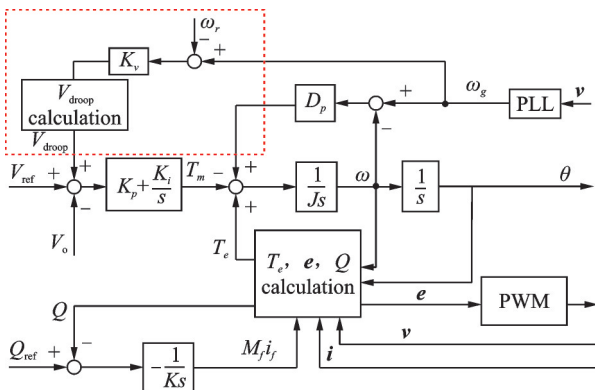 ω_r
−
+
K_v
V_droop
calculation
V_droop
D_p
+
−
ω_g
PLL
v
V_ref
+
+
−
V_o
K_p + K_i/s
T_m
−
+
+
T_e
1/Js
ω
1/s
θ
T_e, e, Q
calculation
e
PWM
v
i
Q
Q_ref
+
−
−1/Ks
M_f i_f